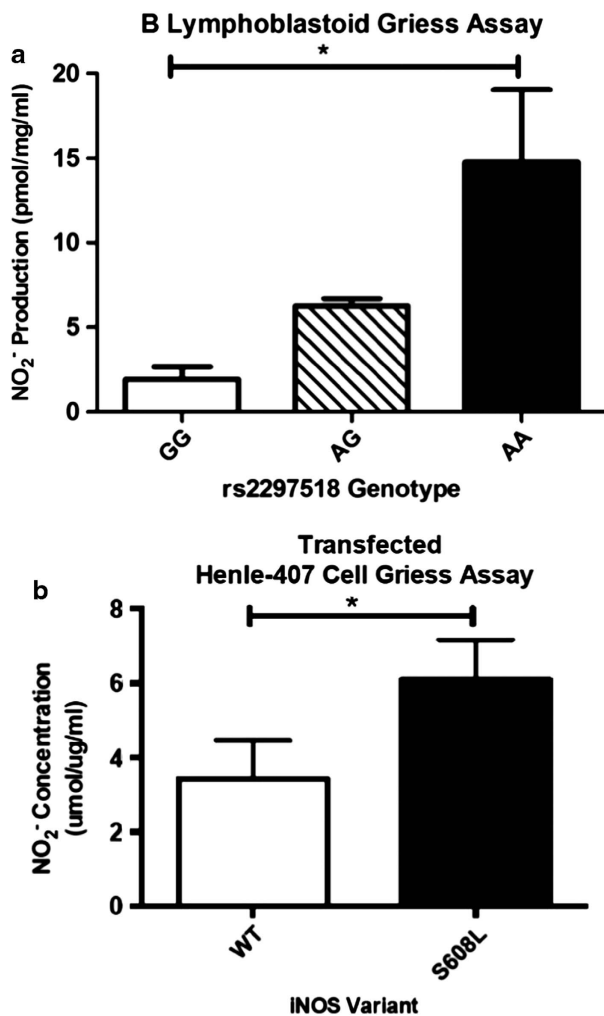 B Lymphoblastoid Griess Assay
a
*
NO₂⁻ Production (pmol/mg/ml)
20
15
10
5
0
GG
AG
AA
rs2297518 Genotype
Transfected
Henle-407 Cell Griess Assay
b
*
NO₂⁻ Concentration
(umol/ug/ml)
8
6
4
2
0
WT
S608L
iNOS Variant